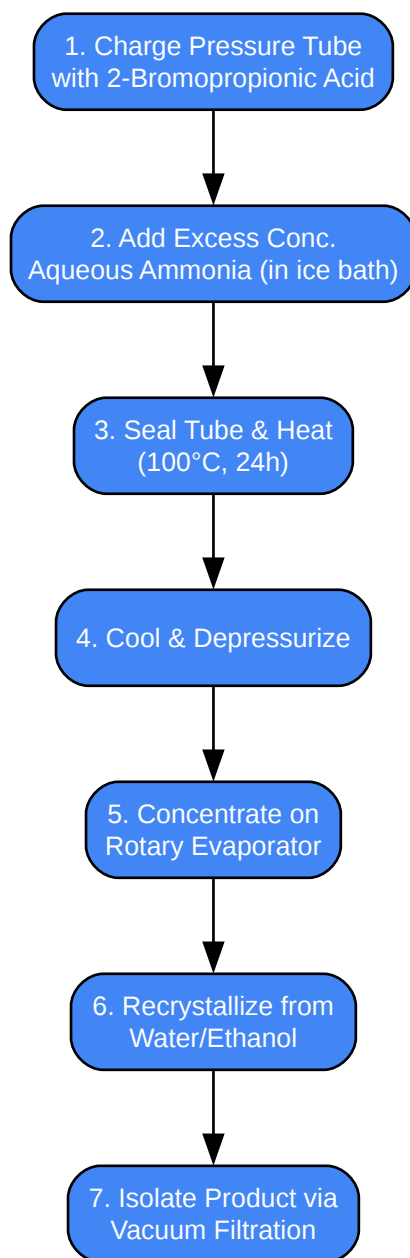 1. Charge Pressure Tube
with 2-Bromopropionic Acid
2. Add Excess Conc.
Aqueous Ammonia (in ice bath)
3. Seal Tube & Heat
(100°C, 24h)
4. Cool & Depressurize
5. Concentrate on
Rotary Evaporator
6. Recrystallize from
Water/Ethanol
7. Isolate Product via
Vacuum Filtration